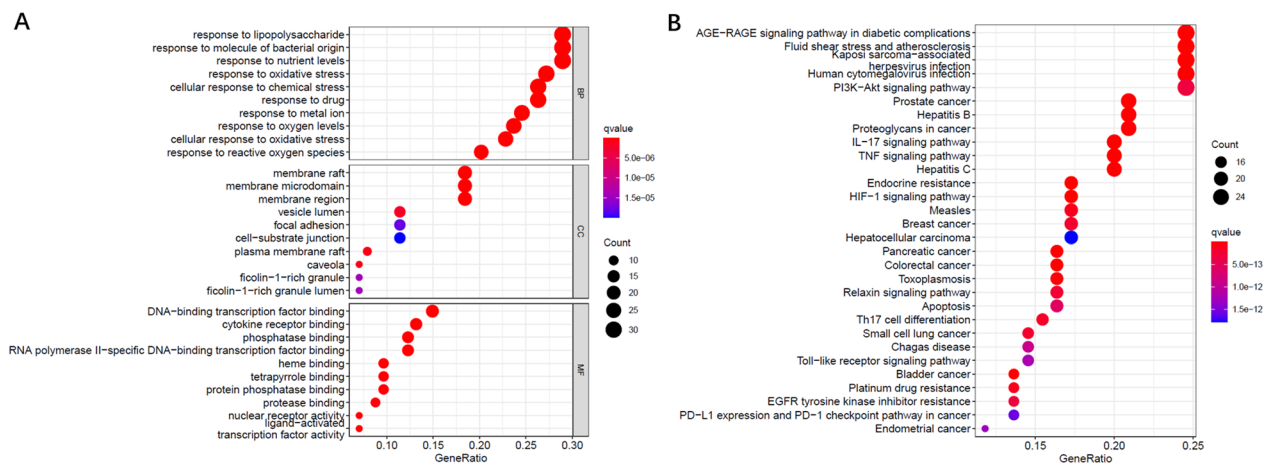 A
response to lipopolysaccharide
response to molecule of bacterial origin
response to nutrient levels
response to oxidative stress
cellular response to chemical stress
response to drug
response to metal ion
response to oxygen levels
cellular response to oxidative stress
response to reactive oxygen species
BP
membrane raft
membrane microdomain
membrane region
vesicle lumen
focal adhesion
cell−substrate junction
plasma membrane raft
caveola
ficolin−1−rich granule
ficolin−1−rich granule lumen
CC
DNA−binding transcription factor binding
cytokine receptor binding
phosphatase binding
RNA polymerase II−specific DNA−binding transcription factor binding
heme binding
tetrapyrrole binding
protein phosphatase binding
protease binding
nuclear receptor activity
ligand−activated
transcription factor activity
MF
0.10 0.15 0.20 0.25 0.30
GeneRatio
qvalue
5.0e−06
1.0e−05
1.5e−05
Count
10
15
20
25
30
B
AGE−RAGE signaling pathway in diabetic complications
Fluid shear stress and atherosclerosis
Kaposi sarcoma−associated
herpesvirus infection
Human cytomegalovirus infection
PI3K−Akt signaling pathway
Prostate cancer
Hepatitis B
Proteoglycans in cancer
IL−17 signaling pathway
TNF signaling pathway
Hepatitis C
Endocrine resistance
HIF−1 signaling pathway
Measles
Breast cancer
Hepatocellular carcinoma
Pancreatic cancer
Colorectal cancer
Toxoplasmosis
Relaxin signaling pathway
Apoptosis
Th17 cell differentiation
Small cell lung cancer
Chagas disease
Toll−like receptor signaling pathway
Bladder cancer
Platinum drug resistance
EGFR tyrosine kinase inhibitor resistance
PD−L1 expression and PD−1 checkpoint pathway in cancer
Endometrial cancer
0.15 0.20 0.25
GeneRatio
Count
16
20
24
qvalue
5.0e−13
1.0e−12
1.5e−12